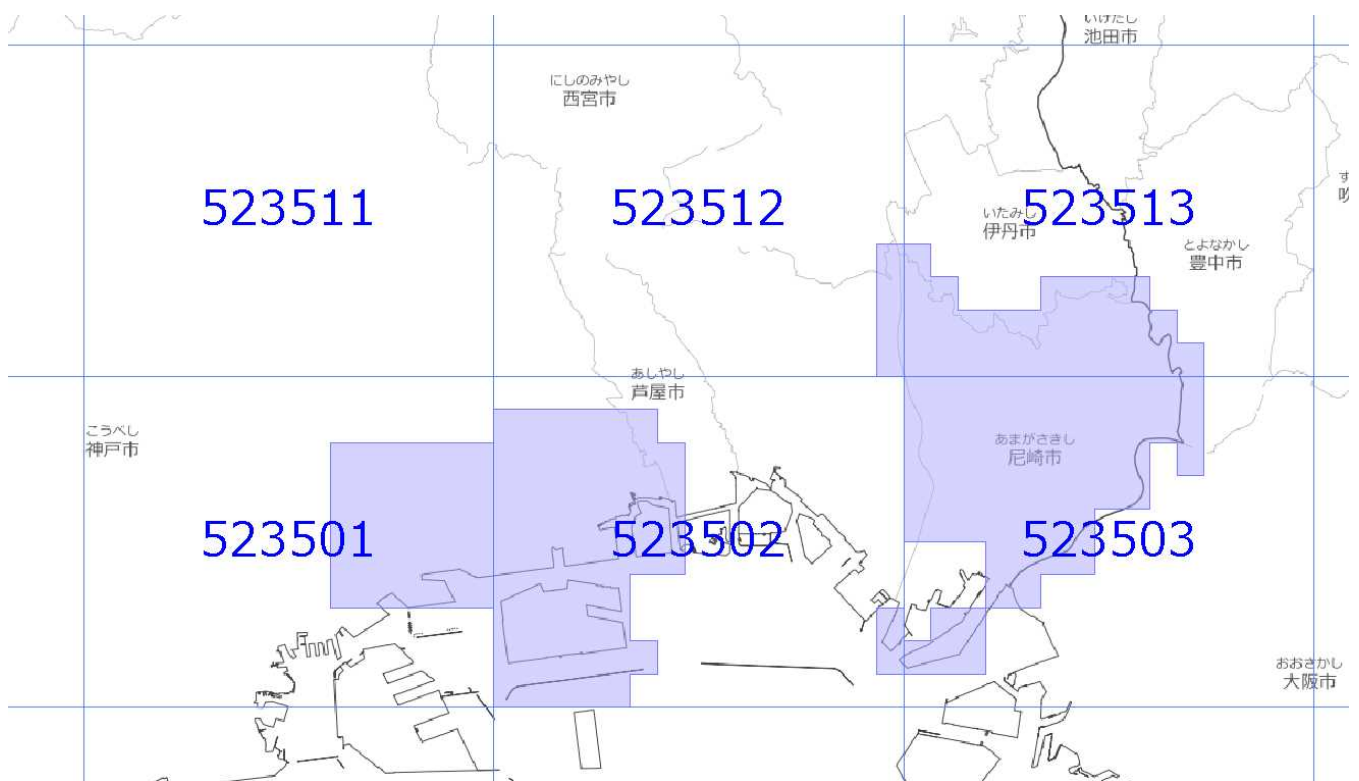 いけだし
池田市
にしのみやし
西宮市
す
吹
523511
523512
523513
いたみし
伊丹市
とよなかし
豊中市
あしやし
芦屋市
こうべし
神戸市
あまがさきし
尼崎市
523501
523502
523503
おおさかし
大阪市